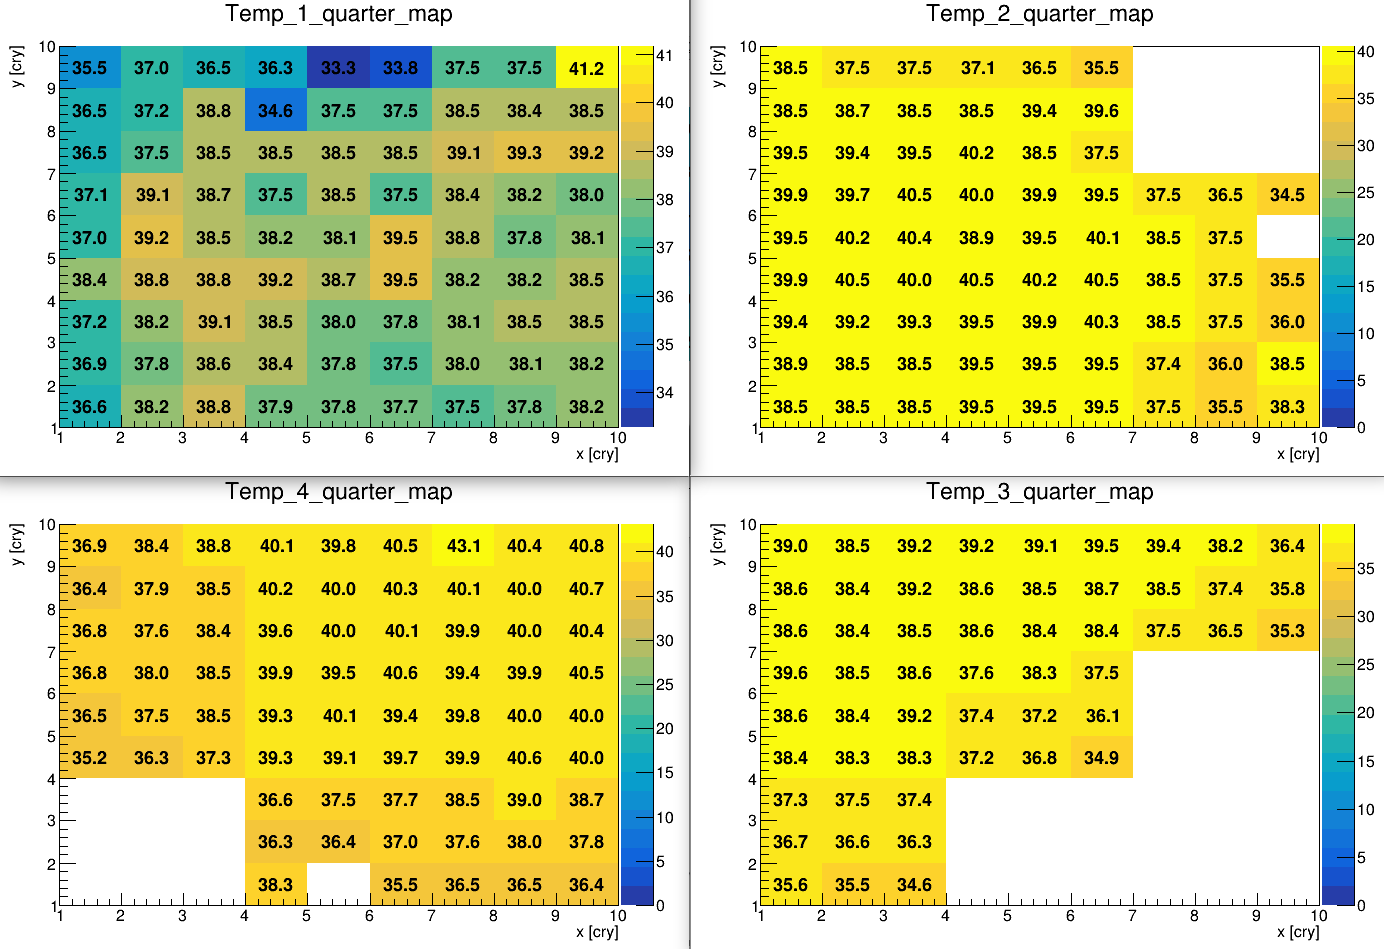 Temp_1_quarter_map
y [cry]
10 35.5 37.0 36.5 36.3 33.3 33.8 37.5 37.5 41.2 41
9 36.5 37.2 38.8 34.6 37.5 37.5 38.5 38.4 38.5 40
8 36.5 37.5 38.5 38.5 38.5 38.5 39.1 39.3 39.2 39
7 37.1 39.1 38.7 37.5 38.5 37.5 38.4 38.2 38.0 38
6 37.0 39.2 38.5 38.2 38.1 39.5 38.8 37.8 38.1 37
5 38.4 38.8 38.8 39.2 38.7 39.5 38.2 38.2 38.5 36
4 37.2 38.2 39.1 38.5 38.0 37.8 38.1 38.5 38.5 35
3 36.9 37.8 38.6 38.4 37.8 37.5 38.0 38.1 38.2 34
2 36.6 38.2 38.8 37.9 37.8 37.7 37.5 37.8 38.2
1
1 2 3 4 5 6 7 8 9 10
x [cry]
Temp_2_quarter_map
y [cry]
10 38.5 37.5 37.5 37.1 36.5 35.5 40
9 38.5 38.7 38.5 38.5 39.4 39.6 35
8 39.5 39.4 39.5 40.2 38.5 37.5 30
7 39.9 39.7 40.5 40.0 39.9 39.5 37.5 36.5 34.5 25
6 39.5 40.2 40.4 38.9 39.5 40.1 38.5 37.5 20
5 39.9 40.5 40.0 40.5 40.2 40.5 38.5 37.5 35.5 15
4 39.4 39.2 39.3 39.5 39.9 40.3 38.5 37.5 36.0 10
3 38.9 38.5 38.5 39.5 39.5 39.5 37.4 36.0 38.5 5
2 38.5 38.5 38.5 39.5 39.5 39.5 37.5 35.5 38.3 0
1
1 2 3 4 5 6 7 8 9 10
x [cry]
Temp_4_quarter_map
y [cry]
10 36.9 38.4 38.8 40.1 39.8 40.5 43.1 40.4 40.8 40
9 36.4 37.9 38.5 40.2 40.0 40.3 40.1 40.0 40.7 35
8 36.8 37.6 38.4 39.6 40.0 40.1 39.9 40.0 40.4 30
7 36.8 38.0 38.5 39.9 39.5 40.6 39.4 39.9 40.5 25
6 36.5 37.5 38.5 39.3 40.1 39.4 39.8 40.0 40.0 20
5 35.2 36.3 37.3 39.3 39.1 39.7 39.9 40.6 40.0 15
4 36.6 37.5 37.7 38.5 39.0 38.7 10
3 36.3 36.4 37.0 37.6 38.0 37.8 5
2 38.3 35.5 36.5 36.5 36.4 0
1
1 2 3 4 5 6 7 8 9 10
x [cry]
Temp_3_quarter_map
y [cry]
10 39.0 38.5 39.2 39.2 39.1 39.5 39.4 38.2 36.4 35
9 38.6 38.4 39.2 38.6 38.5 38.7 38.5 37.4 35.8 30
8 38.6 38.4 38.5 38.6 38.4 38.4 37.5 36.5 35.3 25
7 39.6 38.5 38.6 37.6 38.3 37.5 20
6 38.6 38.4 39.2 37.4 37.2 36.1 15
5 38.4 38.3 38.3 37.2 36.8 34.9 10
4 37.3 37.5 37.4 5
3 36.7 36.6 36.3 0
2 35.6 35.5 34.6
1
1 2 3 4 5 6 7 8 9 10
x [cry]